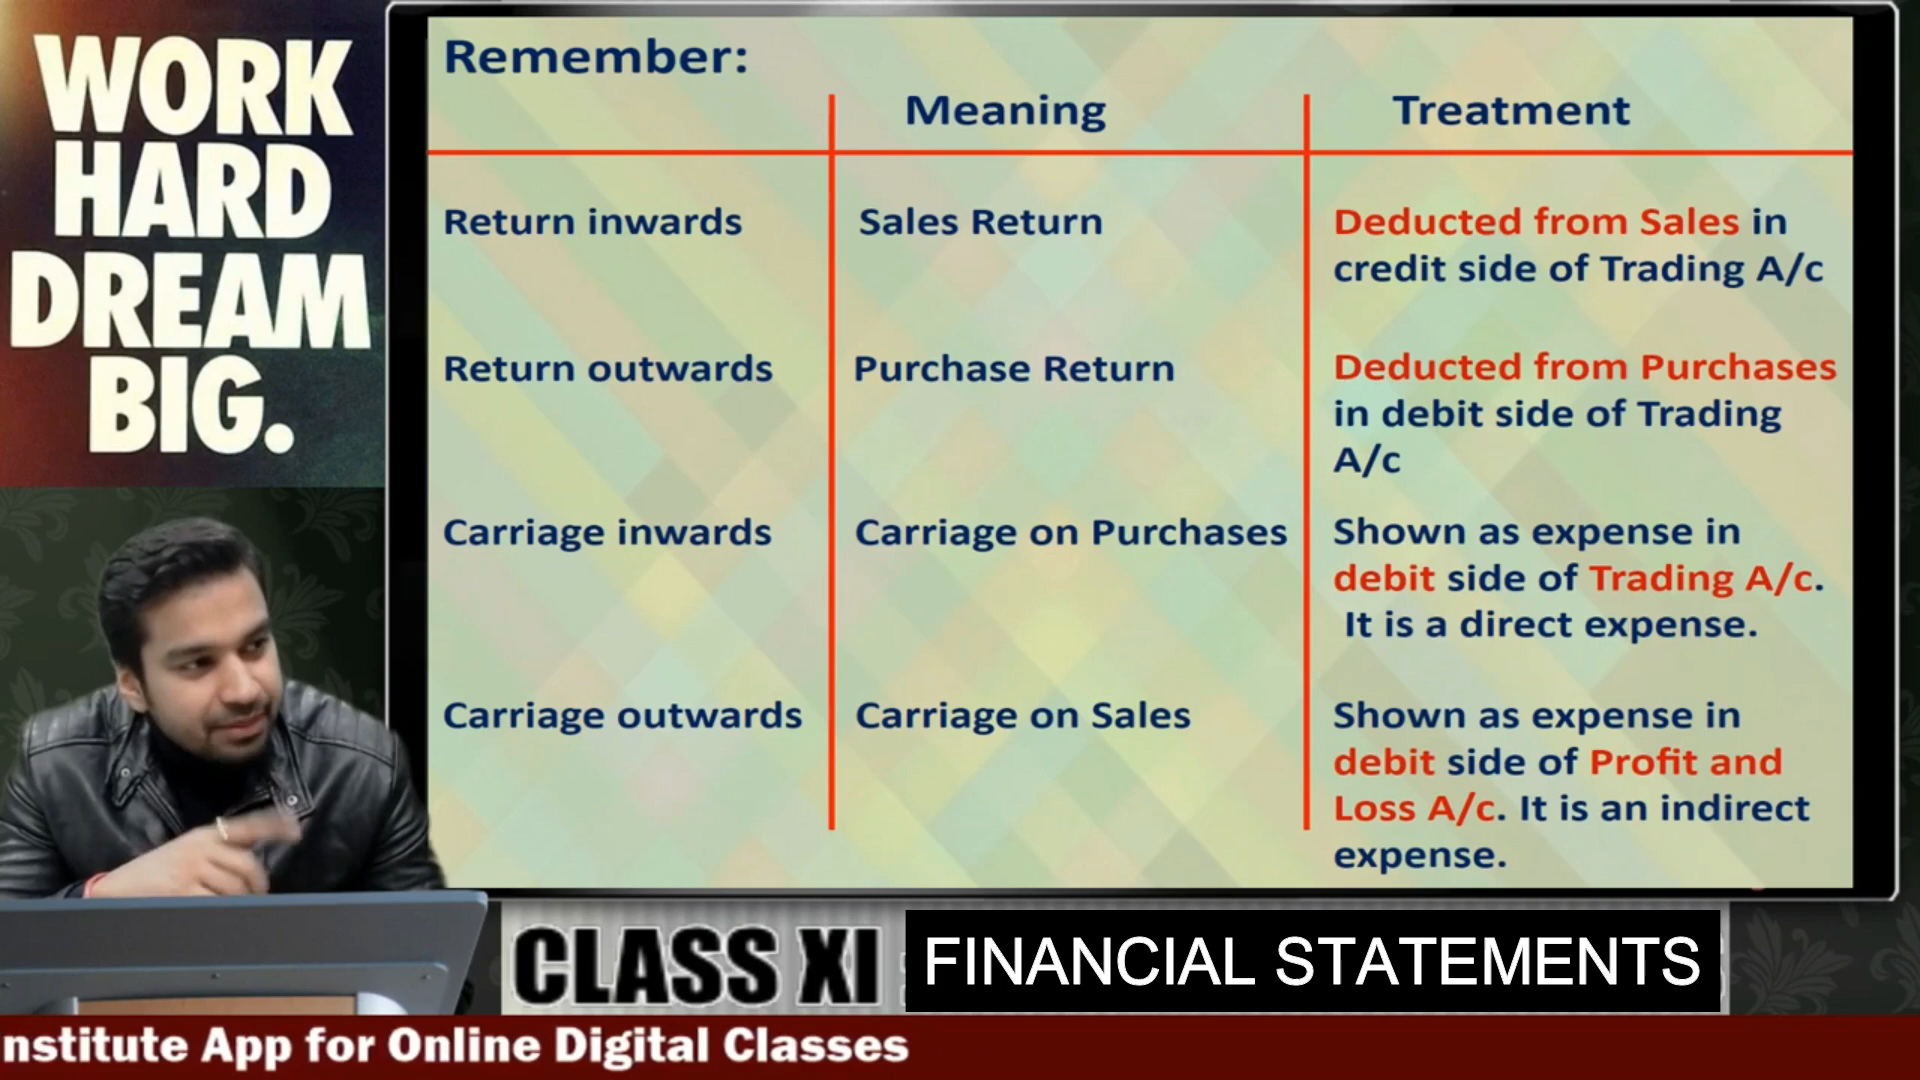 WORK
HARD
DREAM
BIG.
Remember:
Meaning
Treatment
Return inwards
Sales Return
Deducted from Sales in
credit side of Trading A/c
Return outwards
Purchase Return
Deducted from Purchases
in debit side of Trading
A/c
Carriage inwards
Carriage on Purchases
Shown as expense in
debit side of Trading A/c.
It is a direct expense.
Carriage outwards
Carriage on Sales
Shown as expense in
debit side of Profit and
Loss A/c. It is an indirect
expense.
CLASS XI
FINANCIAL STATEMENTS
nstitute App for Online Digital Classes